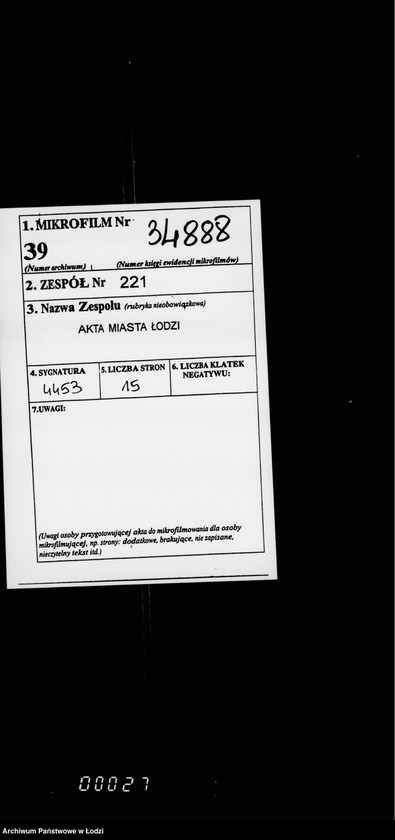 1. MIKROFILM Nr
34888
39
(Numer archiwum) (Numer księgi ewidencji mikrofilmów)
2. ZESPÓŁ Nr 221
3. Nazwa Zespołu (rubryka nieobowiązkowa)
AKTA MIASTA ŁODZI
4. SYGNATURA
4453
5. LICZBA STRON
15
6. LICZBA KLATEK
NEGATYWU:
7. UWAGI:
(Uwagi osoby przygotowującej akta do mikrofilmowania dla osoby
mikrofilmującej, np. strony: dodatkowe, brakujące, nie zapisane,
nieczytelny tekst itd.)
00027
Archiwum Państwowe w Łodzi